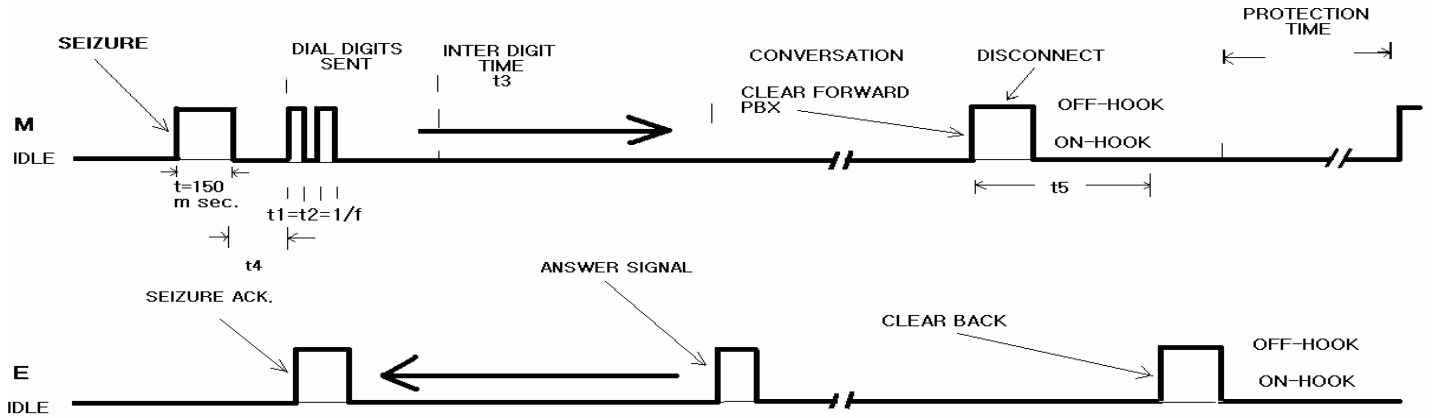 PROTECTION
TIME
SEIZURE
DIAL DIGITS
SENT
INTER DIGIT
TIME
t3
CONVERSATION
DISCONNECT
CLEAR FORWARD
PBX
OFF-HOOK
M
ON-HOOK
IDLE
t=150
m sec.
t1=t2=1/f
t5
t4
ANSWER SIGNAL
SEIZURE ACK.
CLEAR BACK
OFF-HOOK
E
ON-HOOK
IDLE